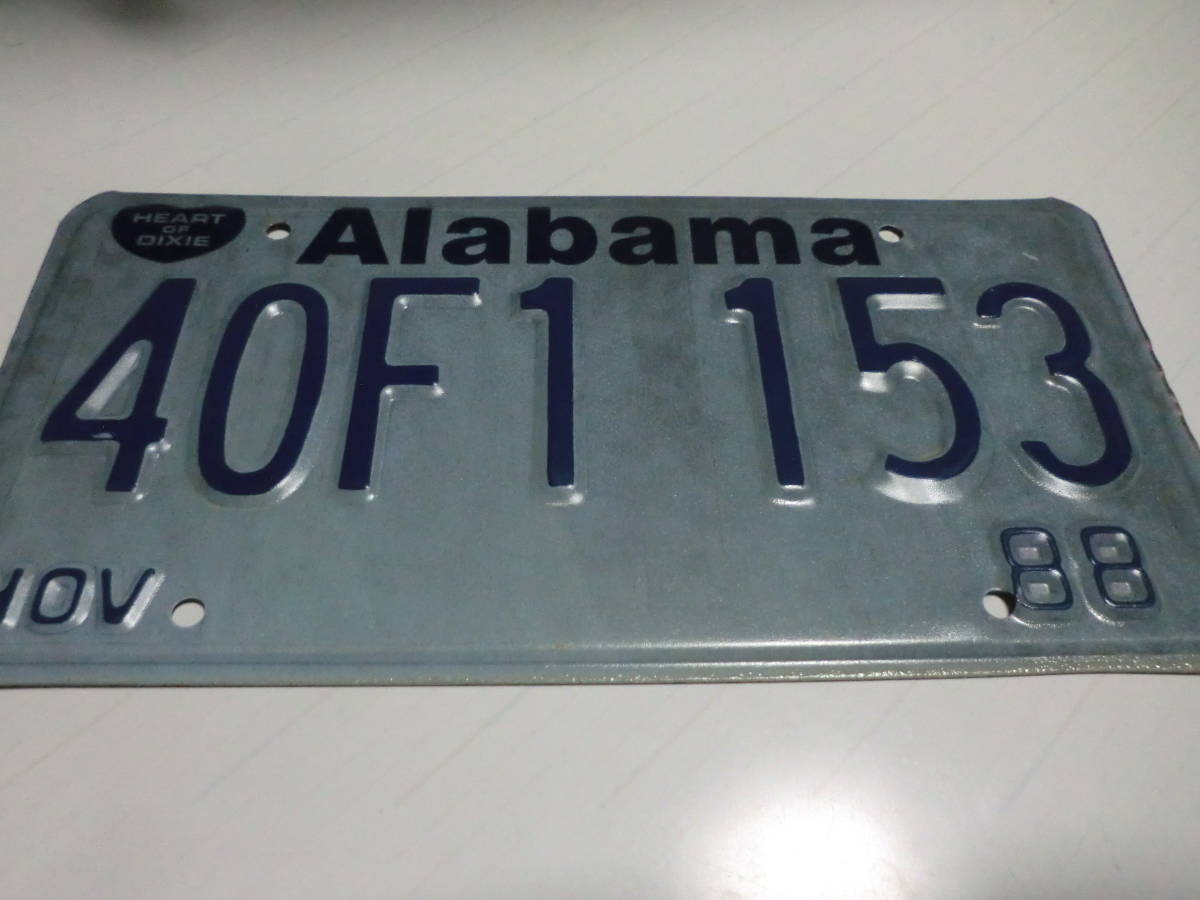 HEART
OF
DIXIE
Alabama
40F1 153
NOV 88